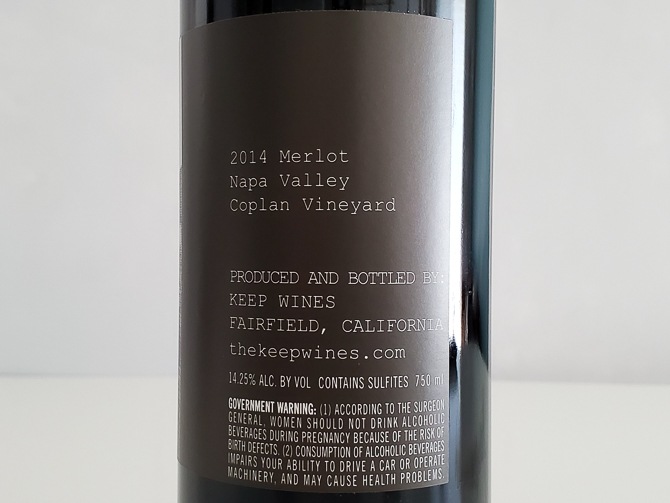 2014 Merlot
Napa Valley
Coplan Vineyard
PRODUCED AND BOTTLED BY:
KEEP WINES
FAIRFIELD, CALIFORNIA
thekeepwines.com
14.25% ALC. BY VOL CONTAINS SULFITES 750 ml
GOVERNMENT WARNING: (1) ACCORDING TO THE SURGEON
GENERAL, WOMEN SHOULD NOT DRINK ALCOHOLIC
BEVERAGES DURING PREGNANCY BECAUSE OF THE RISK OF
BIRTH DEFECTS. (2) CONSUMPTION OF ALCOHOLIC BEVERAGES
IMPAIRS YOUR ABILITY TO DRIVE A CAR OR OPERATE
MACHINERY, AND MAY CAUSE HEALTH PROBLEMS.